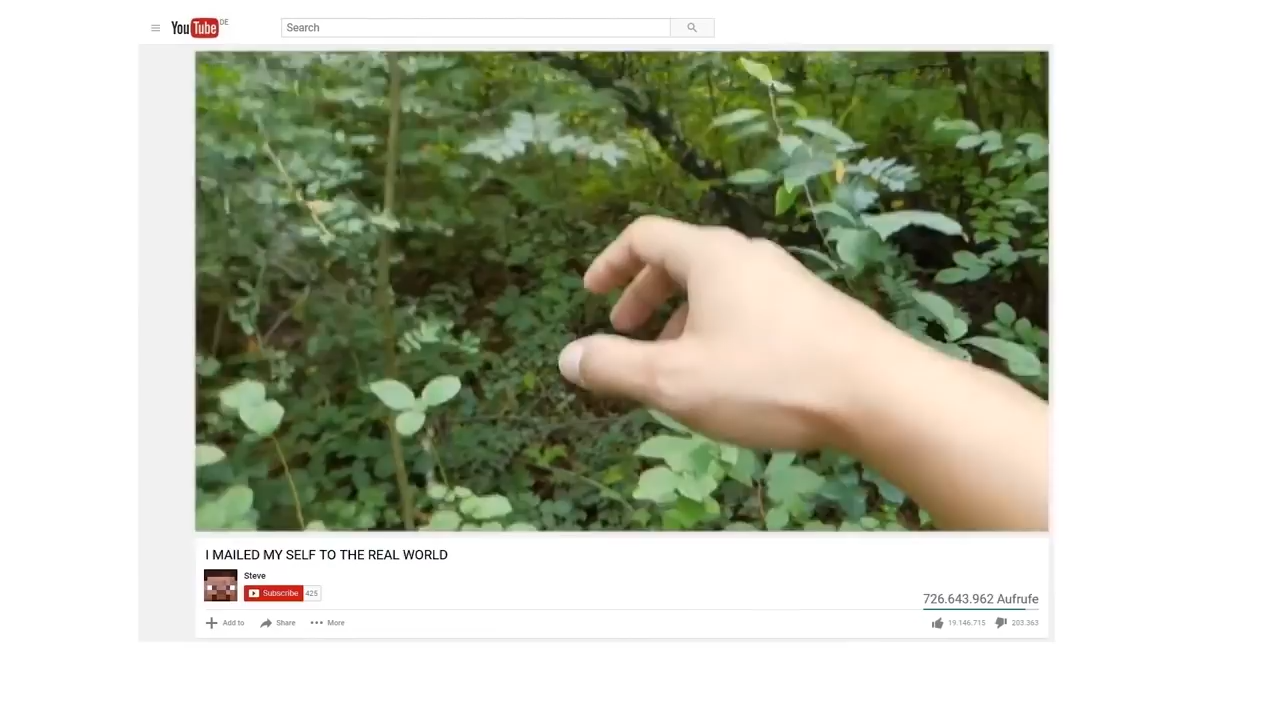 YouTube DE
Search
I MAILED MY SELF TO THE REAL WORLD
Steve
Subscribe 425
726.643.962 Aufrufe
Add to Share More
19.146.715 203.363